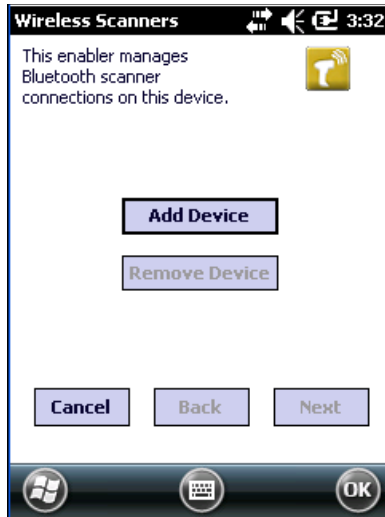 Wireless Scanners 3:32
This enabler manages
Bluetooth scanner
connections on this device.
Add Device
Remove Device
Cancel Back Next
OK